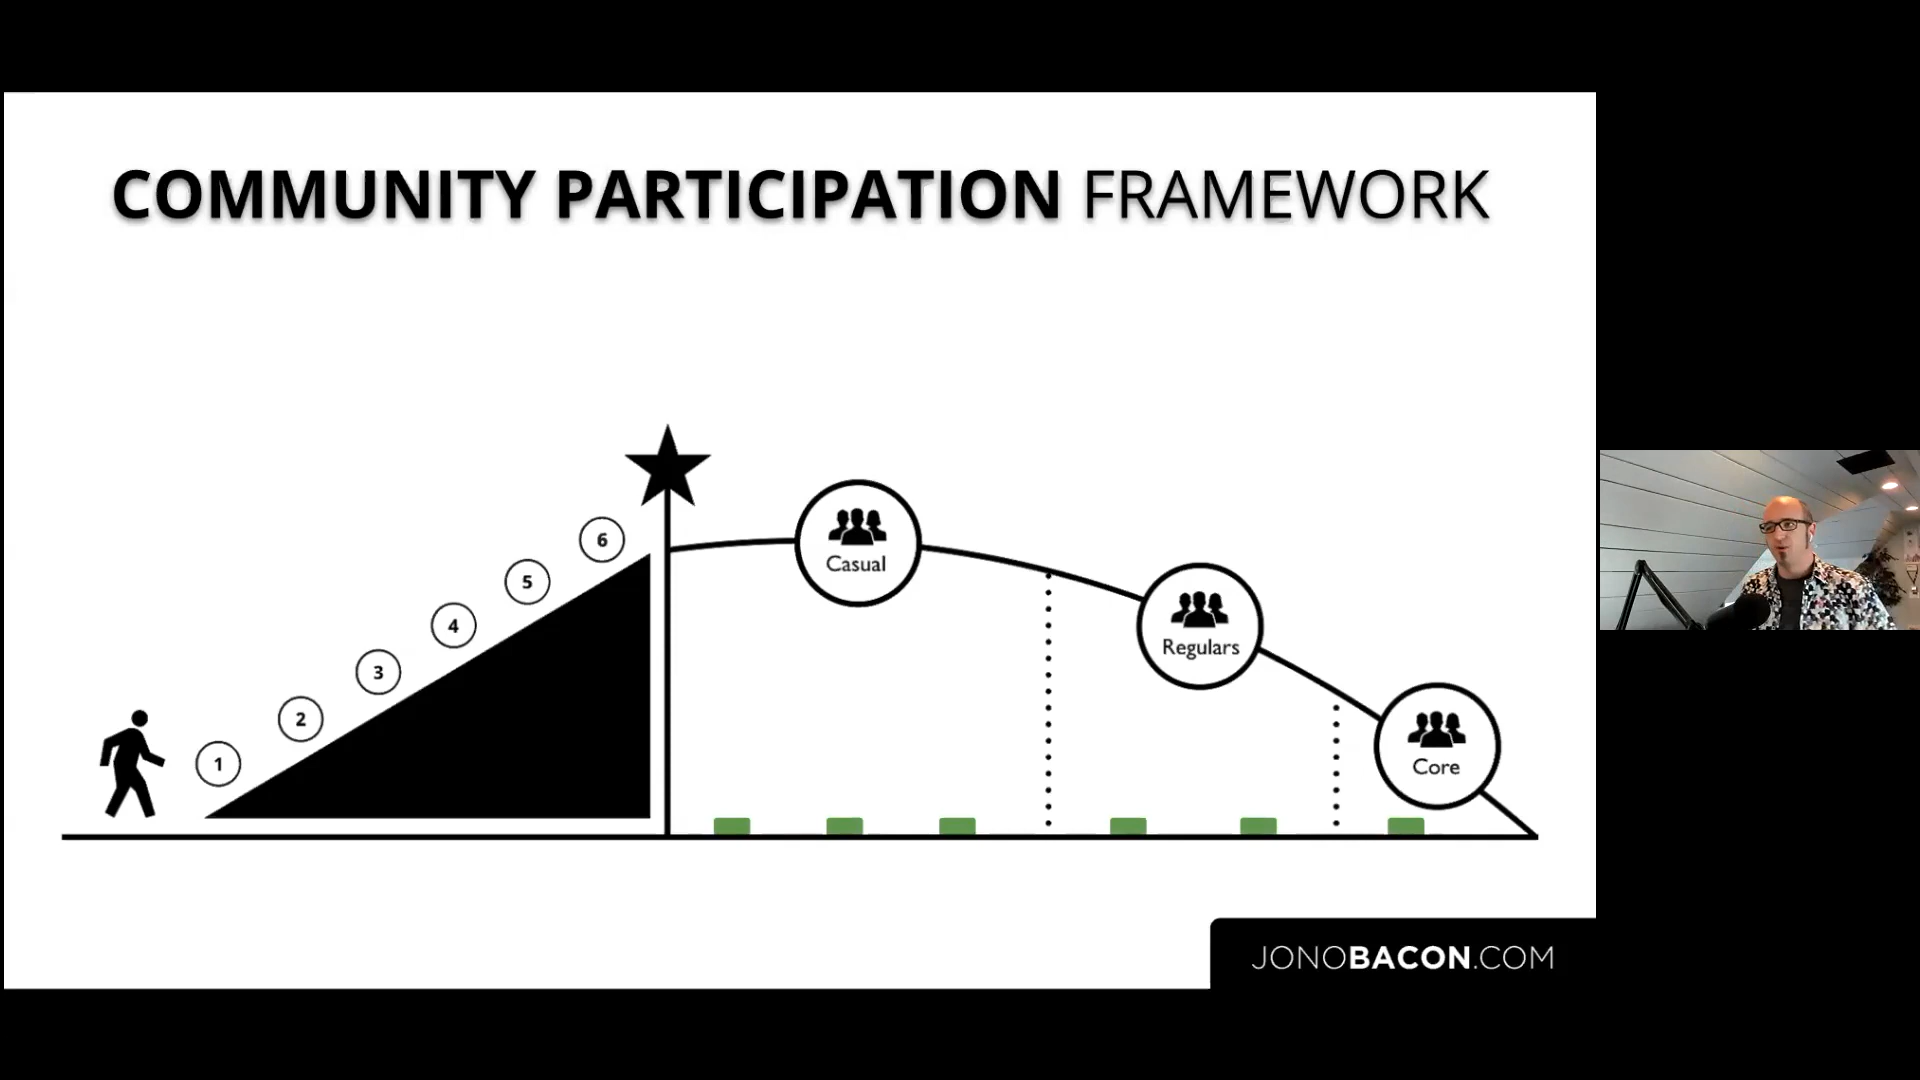 COMMUNITY PARTICIPATION FRAMEWORK
1
2
3
4
5
6
Casual
Regulars
Core
JONOBACON.COM